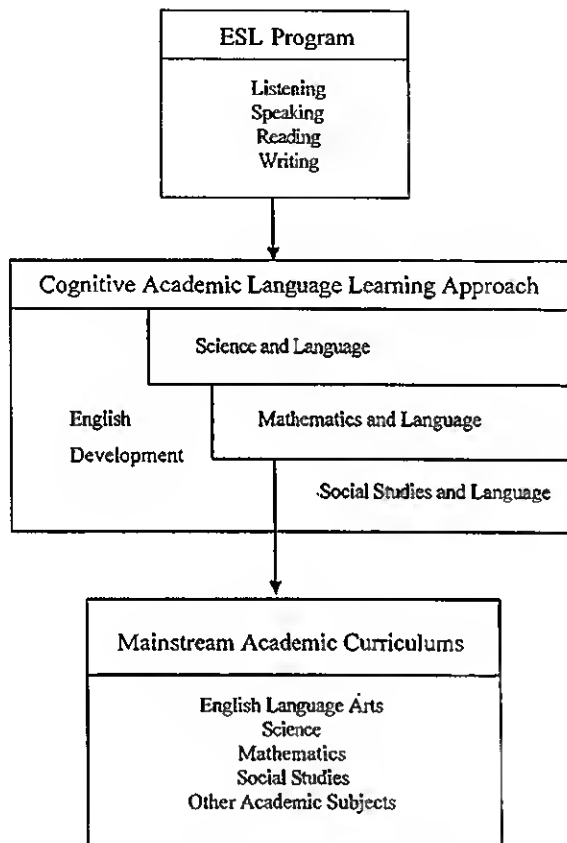 ESL Program
Listening
Speaking
Reading
Writing
Cognitive Academic Language Learning Approach
Science and Language
English
Development
Mathematics and Language
Social Studies and Language
Mainstream Academic Curriculums
English Language Arts
Science
Mathematics
Social Studies
Other Academic Subjects